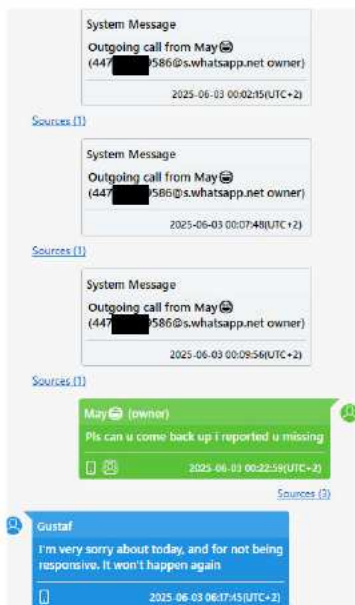 System Message
Outgoing call from May😂
(447 586@s.whatsapp.net owner)
2025-06-03 00:02:15(UTC+2)
Sources (1)
System Message
Outgoing call from May😂
(447 586@s.whatsapp.net owner)
2025-06-03 00:07:48(UTC+2)
Sources (1)
System Message
Outgoing call from May😂
(447 586@s.whatsapp.net owner)
2025-06-03 00:09:56(UTC+2)
Sources (1)
May😂 (owner)
Pls can u come back up i reported u missing
2025-06-03 00:22:59(UTC+2)
Sources (3)
Gustaf
I'm very sorry about today, and for not being
responsive. It won't happen again
2025-06-03 06:17:45(UTC+2)